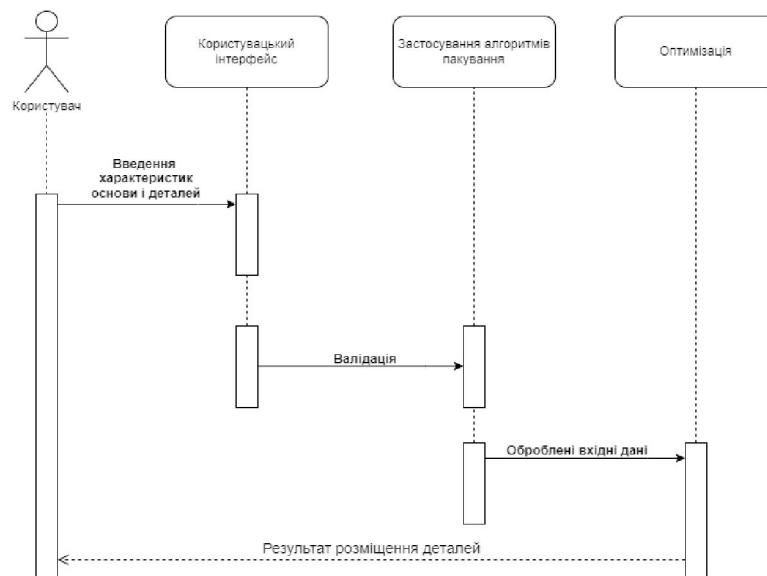 Користувацький
інтерфейс
Застосування алгоритмів
пакування
Оптимізація
Користувач
Введення
характеристик
основи і деталей
Валідація
Оброблені вхідні дані
Результат розміщення деталей